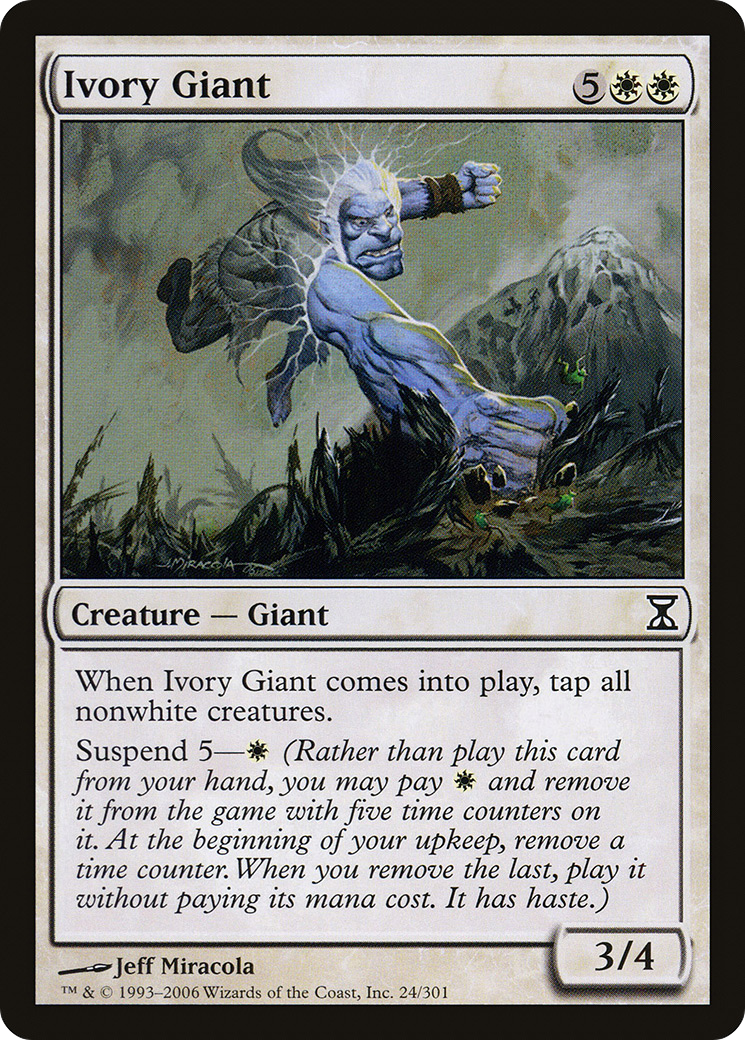 Ivory Giant 5
J.MIRACOLA
Creature — Giant
When Ivory Giant comes into play, tap all
nonwhite creatures.
Suspend 5— (Rather than play this card
from your hand, you may pay and remove
it from the game with five time counters on
it. At the beginning of your upkeep, remove a
time counter. When you remove the last, play it
without paying its mana cost. It has haste.)
3/4
Jeff Miracola
™ & © 1993–2006 Wizards of the Coast, Inc. 24/301